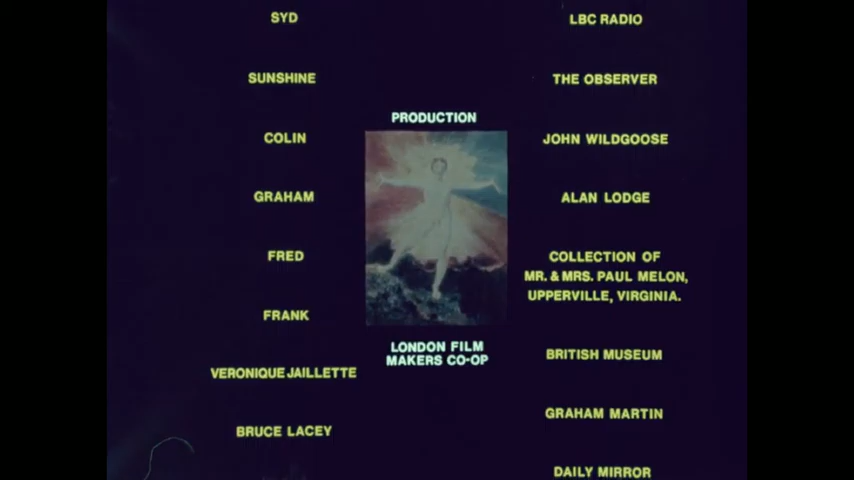 SYD
SUNSHINE
COLIN
GRAHAM
FRED
FRANK
VERONIQUE JAILLETTE
BRUCE LACEY
PRODUCTION
LONDON FILM
MAKERS CO-OP
LBC RADIO
THE OBSERVER
JOHN WILDGOOSE
ALAN LODGE
COLLECTION OF
MR. & MRS. PAUL MELON,
UPPERVILLE, VIRGINIA.
BRITISH MUSEUM
GRAHAM MARTIN
DAILY MIRROR